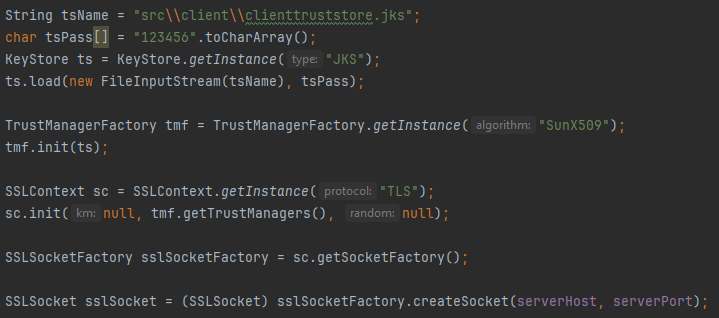 String tsName = "src\\client\\clienttruststore.jks";
char tsPass[] = "123456".toCharArray();
KeyStore ts = KeyStore.getInstance( type: "JKS");
ts.load(new FileInputStream(tsName), tsPass);
TrustManagerFactory tmf = TrustManagerFactory.getInstance( algorithm: "SunX509");
tmf.init(ts);
SSLContext sc = SSLContext.getInstance( protocol: "TLS");
sc.init( km: null, tmf.getTrustManagers(), random: null);
SSLSocketFactory sslSocketFactory = sc.getSocketFactory();
SSLSocket sslSocket = (SSLSocket) sslSocketFactory.createSocket(serverHost, serverPort);